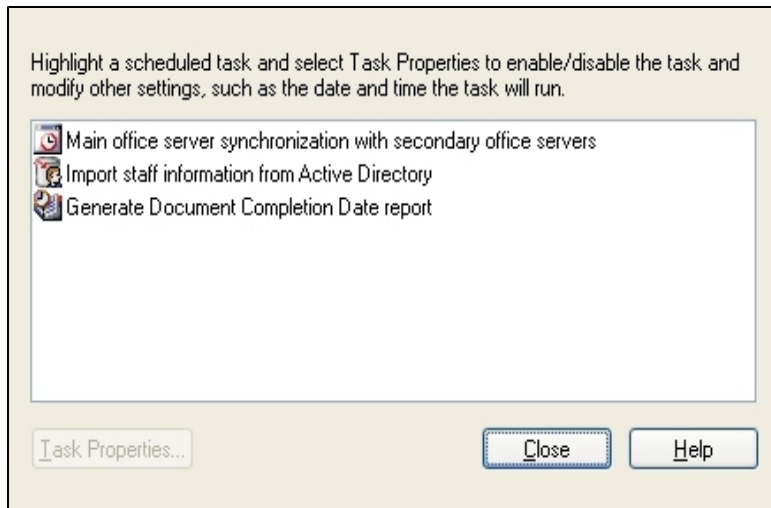 Highlight a scheduled task and select Task Properties to enable/disable the task and
modify other settings, such as the date and time the task will run.
Main office server synchronization with secondary office servers
Import staff information from Active Directory
Generate Document Completion Date report
Task Properties...
Close
Help